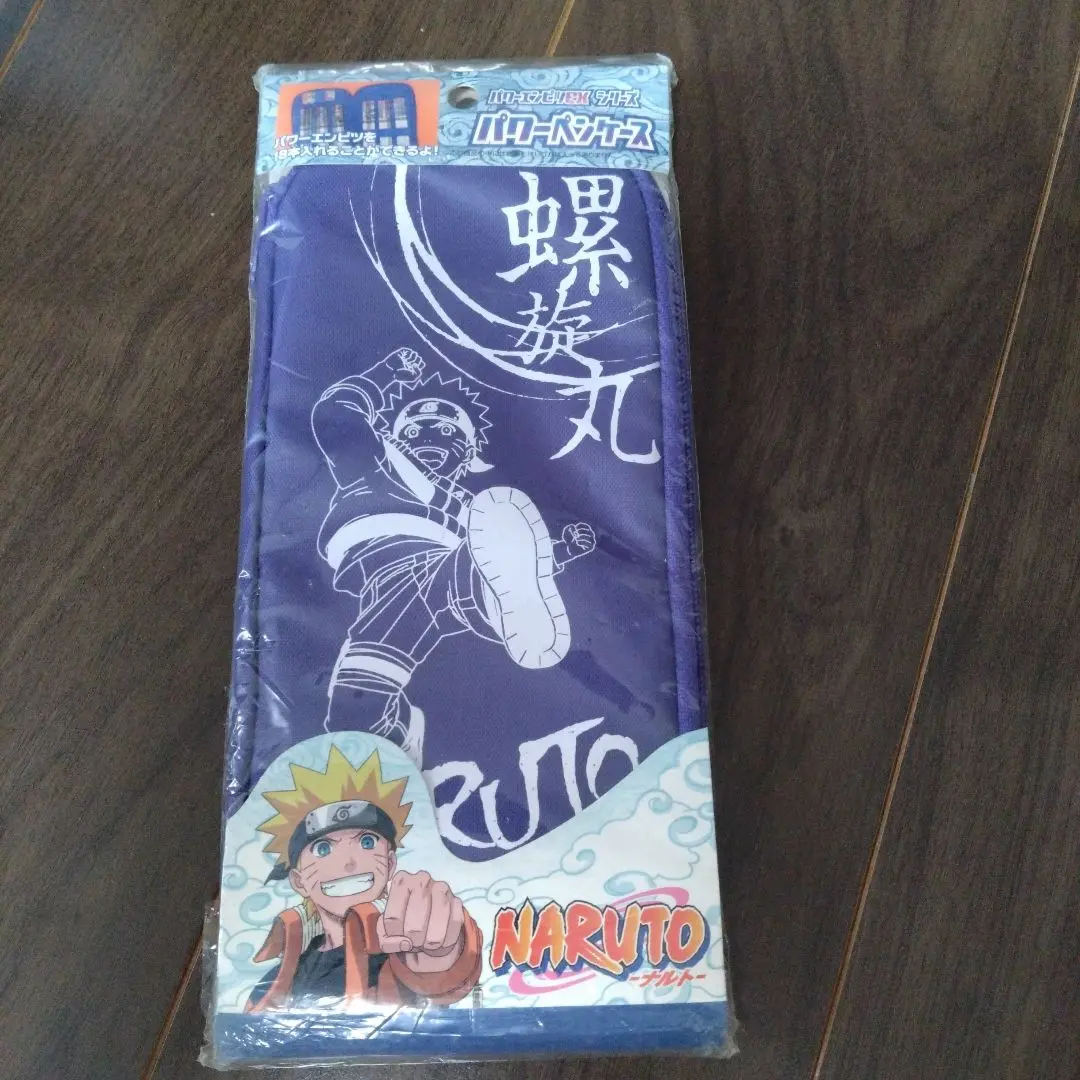 パワーエンピツEX シリーズ
パワーペンケース
パワーエンピツを
8本入れることができるよ!
螺
旋
丸
RUTO
NARUTO
-ナルト-